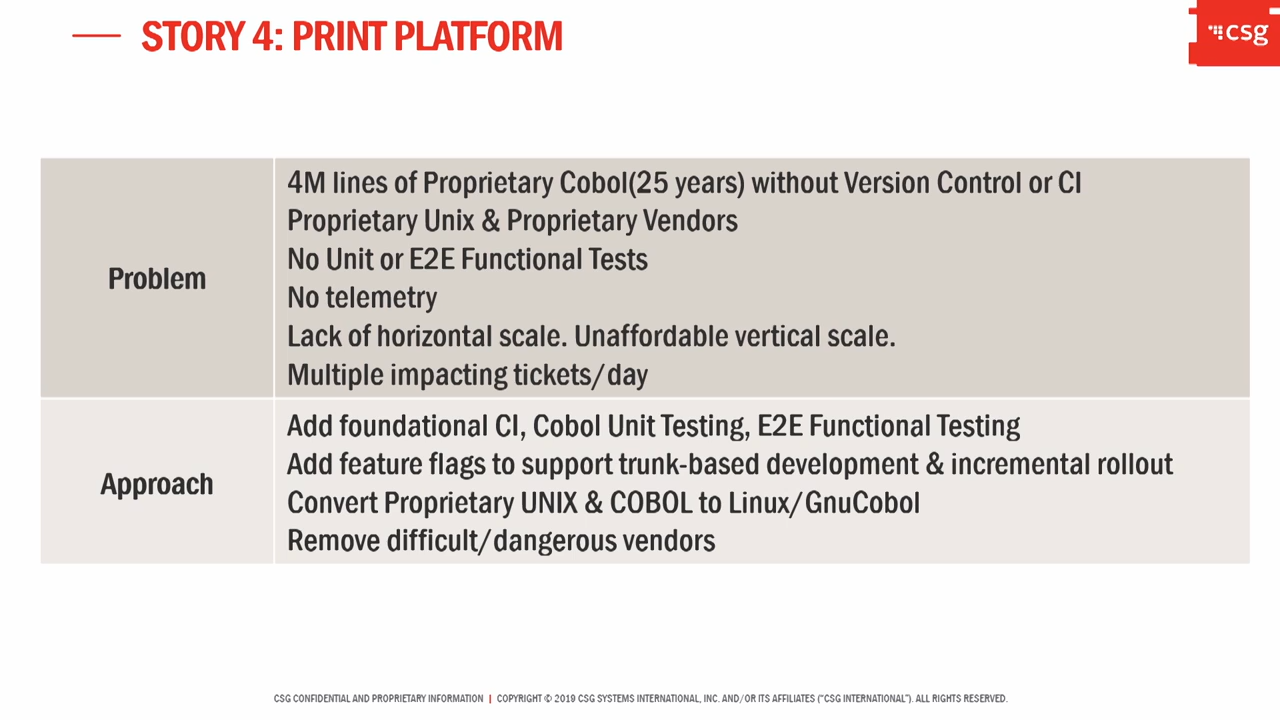 STORY 4: PRINT PLATFORM
csg
Problem
4M lines of Proprietary Cobol(25 years) without Version Control or CI
Proprietary Unix & Proprietary Vendors
No Unit or E2E Functional Tests
No telemetry
Lack of horizontal scale. Unaffordable vertical scale.
Multiple impacting tickets/day
Approach
Add foundational CI, Cobol Unit Testing, E2E Functional Testing
Add feature flags to support trunk-based development & incremental rollout
Convert Proprietary UNIX & COBOL to Linux/GnuCobol
Remove difficult/dangerous vendors
CSG CONFIDENTIAL AND PROPRIETARY INFORMATION | COPYRIGHT © 2019 CSG SYSTEMS INTERNATIONAL, INC. AND/OR ITS AFFILIATES ("CSG INTERNATIONAL"). ALL RIGHTS RESERVED.